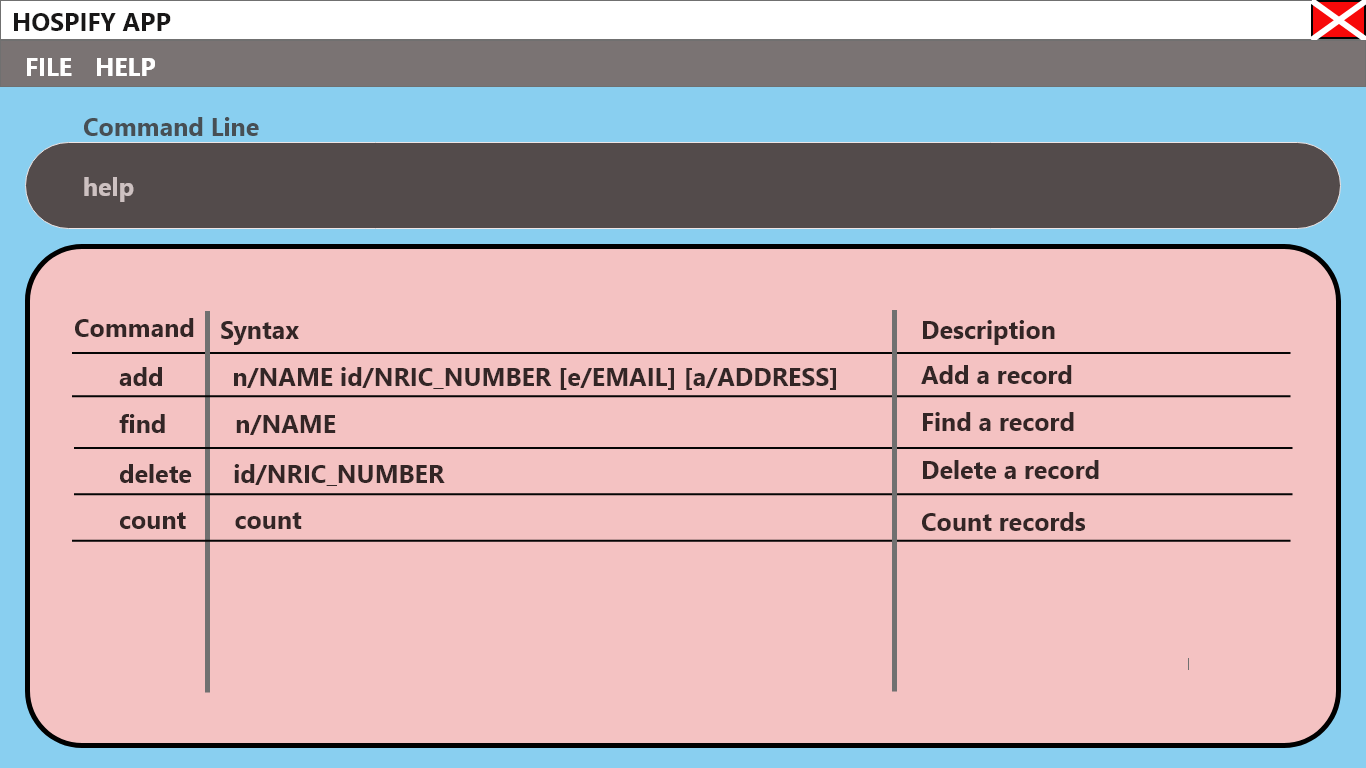 HOSPIFY APP
FILE HELP
Command Line
help
Command Syntax Description
add n/NAME id/NRIC_NUMBER [e/EMAIL] [a/ADDRESS] Add a record
find n/NAME Find a record
delete id/NRIC_NUMBER Delete a record
count count Count records